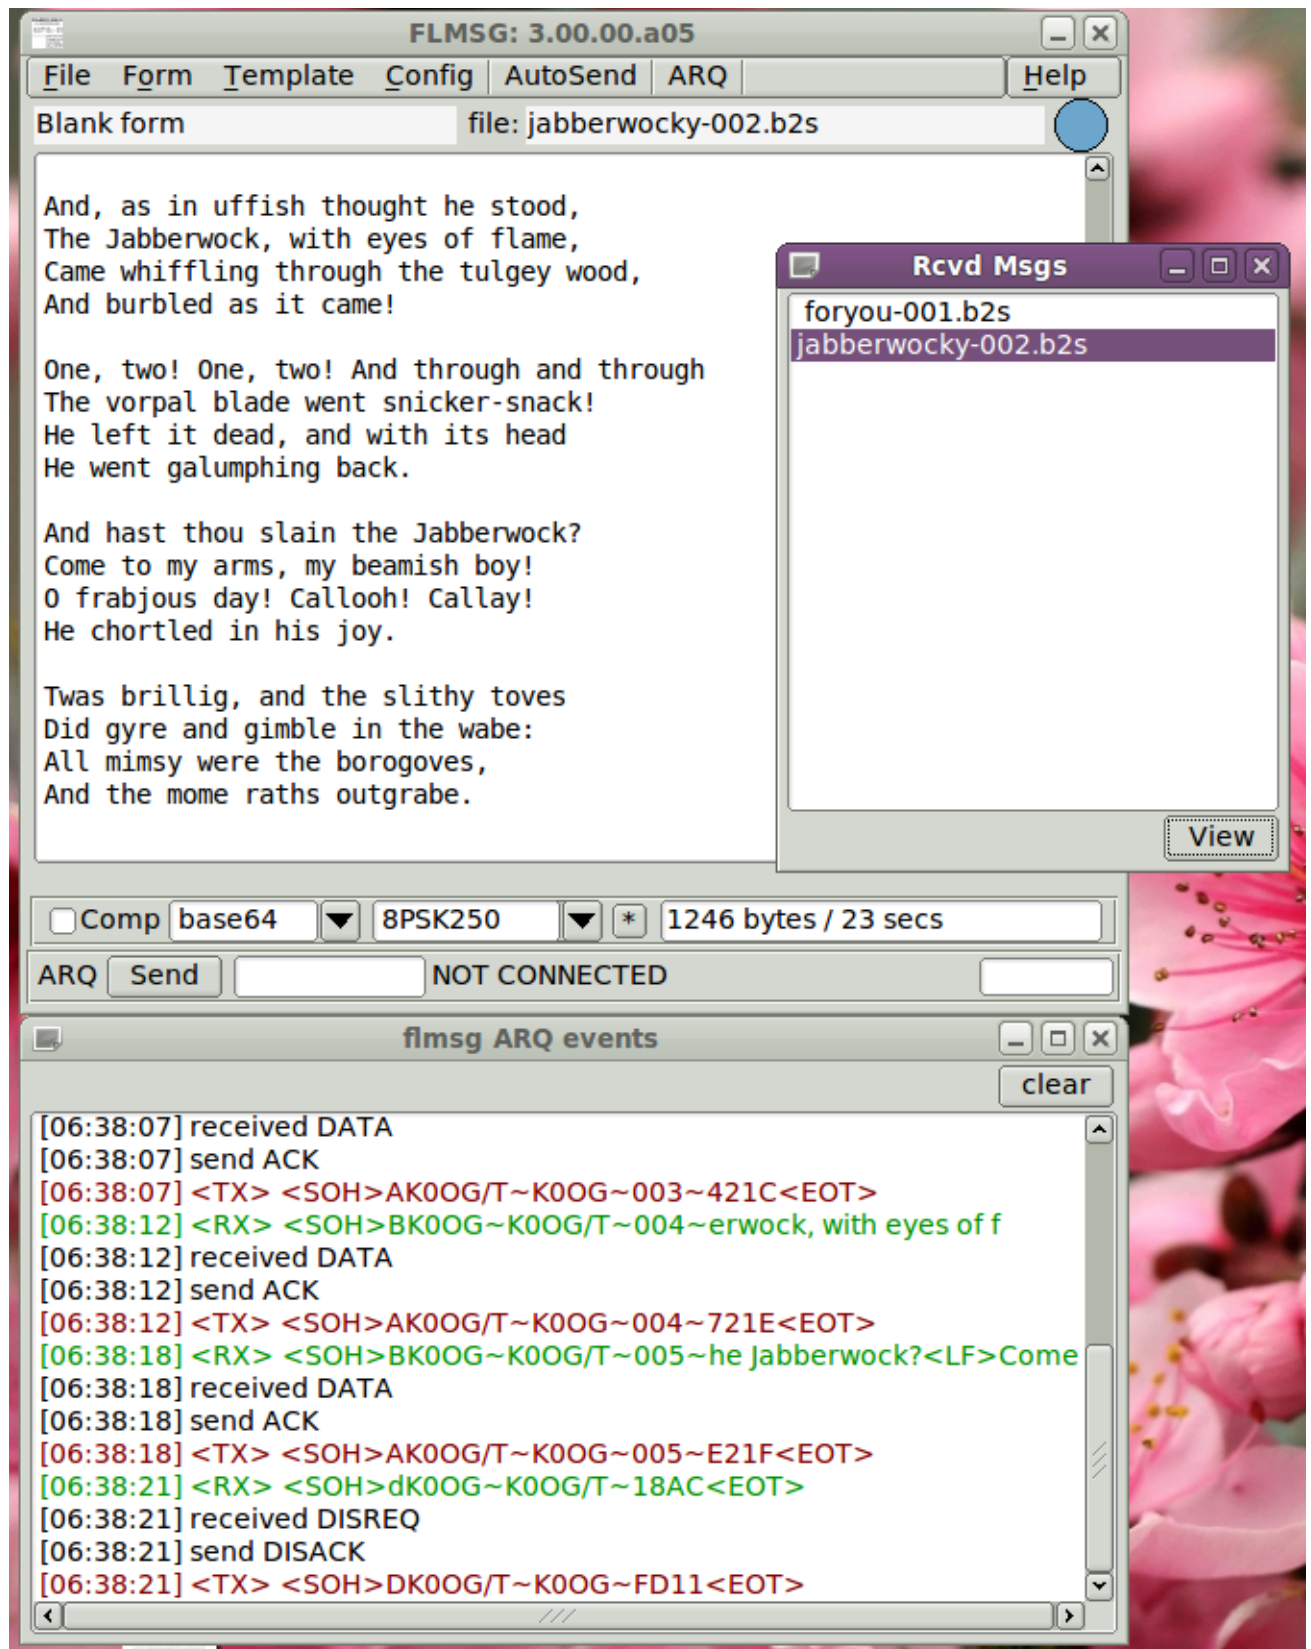 FLMSG: 3.00.00.a05
File Form Template Config AutoSend ARQ Help
Blank form file: jabberwocky-002.b2s
And, as in uffish thought he stood,
The Jabberwock, with eyes of flame,
Came whiffling through the tulgey wood,
And burbled as it came!
One, two! One, two! And through and through
The vorpal blade went snicker-snack!
He left it dead, and with its head
He went galumphing back.
And hast thou slain the Jabberwock?
Come to my arms, my beamish boy!
O frabjous day! Callooh! Callay!
He chortled in his joy.
Twas brillig, and the slithy toves
Did gyre and gimble in the wabe:
All mimsy were the borogoves,
And the mome raths outgrabe.
Rcvd Msgs
foryou-001.b2s
jabberwocky-002.b2s
View
Comp base64 8PSK250 * 1246 bytes / 23 secs
ARQ Send NOT CONNECTED
flmsg ARQ events
clear
[06:38:07] received DATA
[06:38:07] send ACK
[06:38:07] <TX> <SOH>AK0OG/T~K0OG~003~421C<EOT>
[06:38:12] <RX> <SOH>BK0OG~K0OG/T~004~erwock, with eyes of f
[06:38:12] received DATA
[06:38:12] send ACK
[06:38:12] <TX> <SOH>AK0OG/T~K0OG~004~721E<EOT>
[06:38:18] <RX> <SOH>BK0OG~K0OG/T~005~he Jabberwock?<LF>Come
[06:38:18] received DATA
[06:38:18] send ACK
[06:38:18] <TX> <SOH>AK0OG/T~K0OG~005~E21F<EOT>
[06:38:21] <RX> <SOH>dK0OG~K0OG/T~18AC<EOT>
[06:38:21] received DISREQ
[06:38:21] send DISACK
[06:38:21] <TX> <SOH>DK0OG/T~K0OG~FD11<EOT>